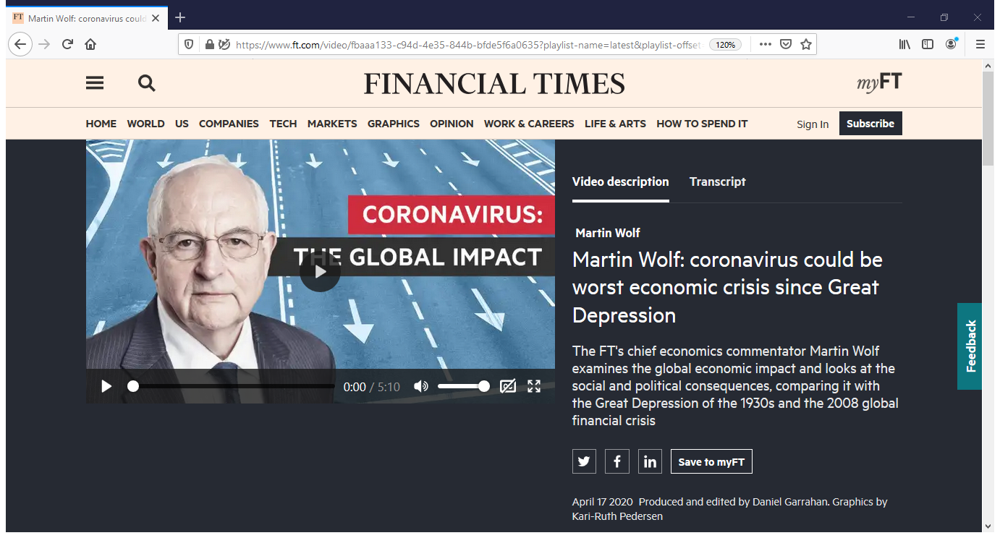 FT Martin Wolf: coronavirus could
https://www.ft.com/video/fbaaa133-c94d-4e35-844b-bfde5f6a0635?playlist-name=latest&playlist-offset= 120%
FINANCIAL TIMES
myFT
HOME WORLD US COMPANIES TECH MARKETS GRAPHICS OPINION WORK & CAREERS LIFE & ARTS HOW TO SPEND IT Sign In Subscribe
CORONAVIRUS:
THE GLOBAL IMPACT
0:00 / 5:10
Video description Transcript
Martin Wolf
Martin Wolf: coronavirus could be
worst economic crisis since Great
Depression
The FT's chief economics commentator Martin Wolf
examines the global economic impact and looks at the
social and political consequences, comparing it with
the Great Depression of the 1930s and the 2008 global
financial crisis
Save to myFT
April 17 2020 Produced and edited by Daniel Garrahan. Graphics by
Kari-Ruth Pedersen
Feedback